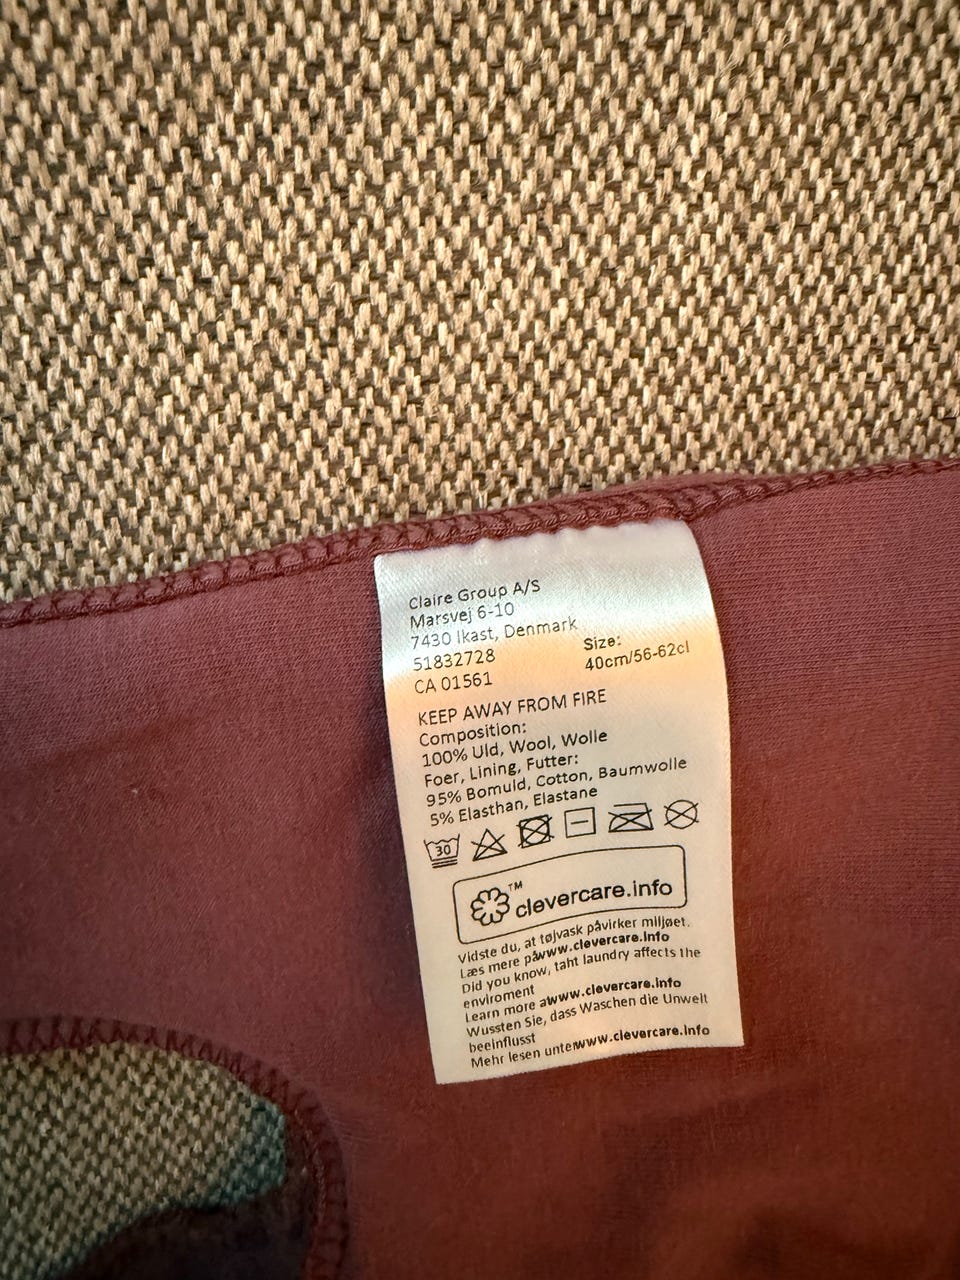 Claire Group A/S
Marsvej 6-10
7430 Ikast, Denmark
51832728
CA 01561
Size:
40cm/56-62cl
KEEP AWAY FROM FIRE
Composition:
100% Uld, Wool, Wolle
Foer, Lining, Futter:
95% Bomuld, Cotton, Baumwolle
5% Elasthan, Elastane
30
TM
clevercare.info
Vidste du, at tøjvask påvirker miljøet.
Læs mere påwww.clevercare.info
Did you know, taht laundry affects the
enviroment
Learn more awww.clevercare.info
Wussten Sie, dass Waschen die Unwelt
beeinflusst
Mehr lesen untewww.clevercare.info